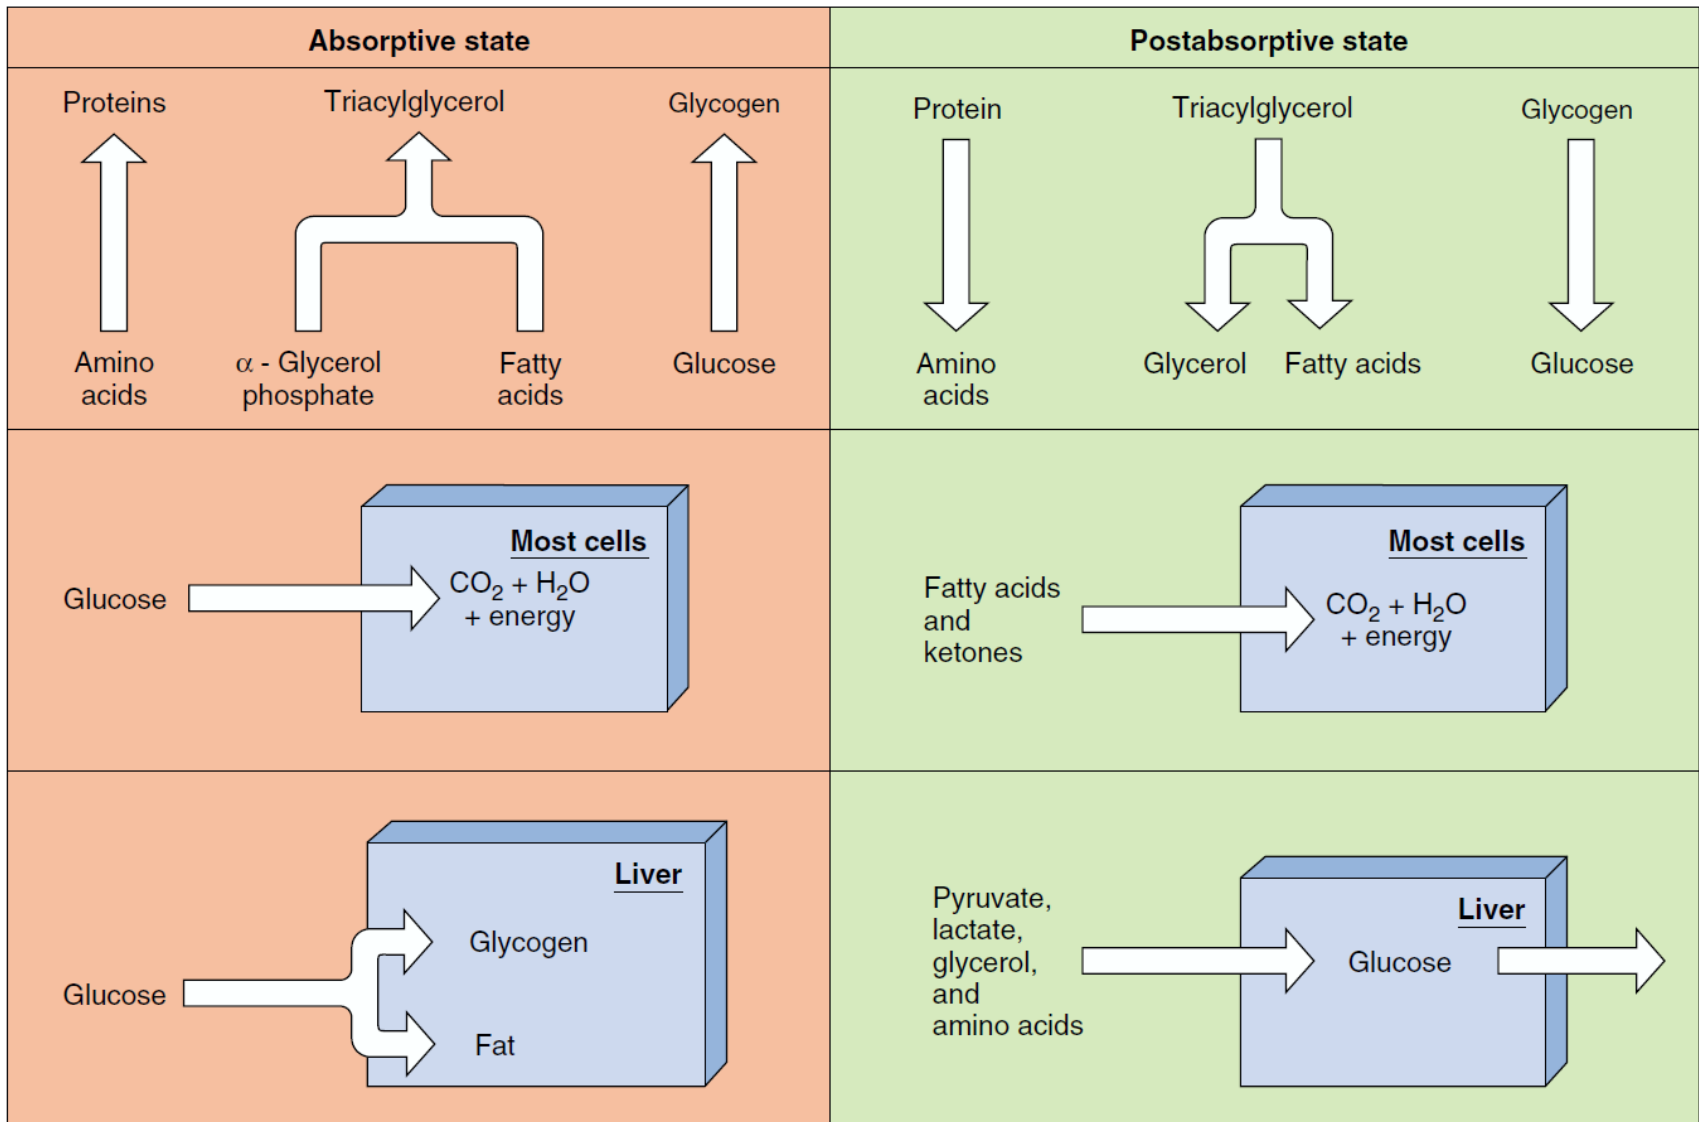 Absorptive state
Proteins
Triacylglycerol
Glycogen
Amino
acids
α - Glycerol
phosphate
Fatty
acids
Glucose
Glucose
Most cells
CO₂ + H₂O
+ energy
Glucose
Liver
Glycogen
Fat
Postabsorptive state
Protein
Triacylglycerol
Glycogen
Amino
acids
Glycerol
Fatty acids
Glucose
Fatty acids
and
ketones
Most cells
CO₂ + H₂O
+ energy
Pyruvate,
lactate,
glycerol,
and
amino acids
Liver
Glucose